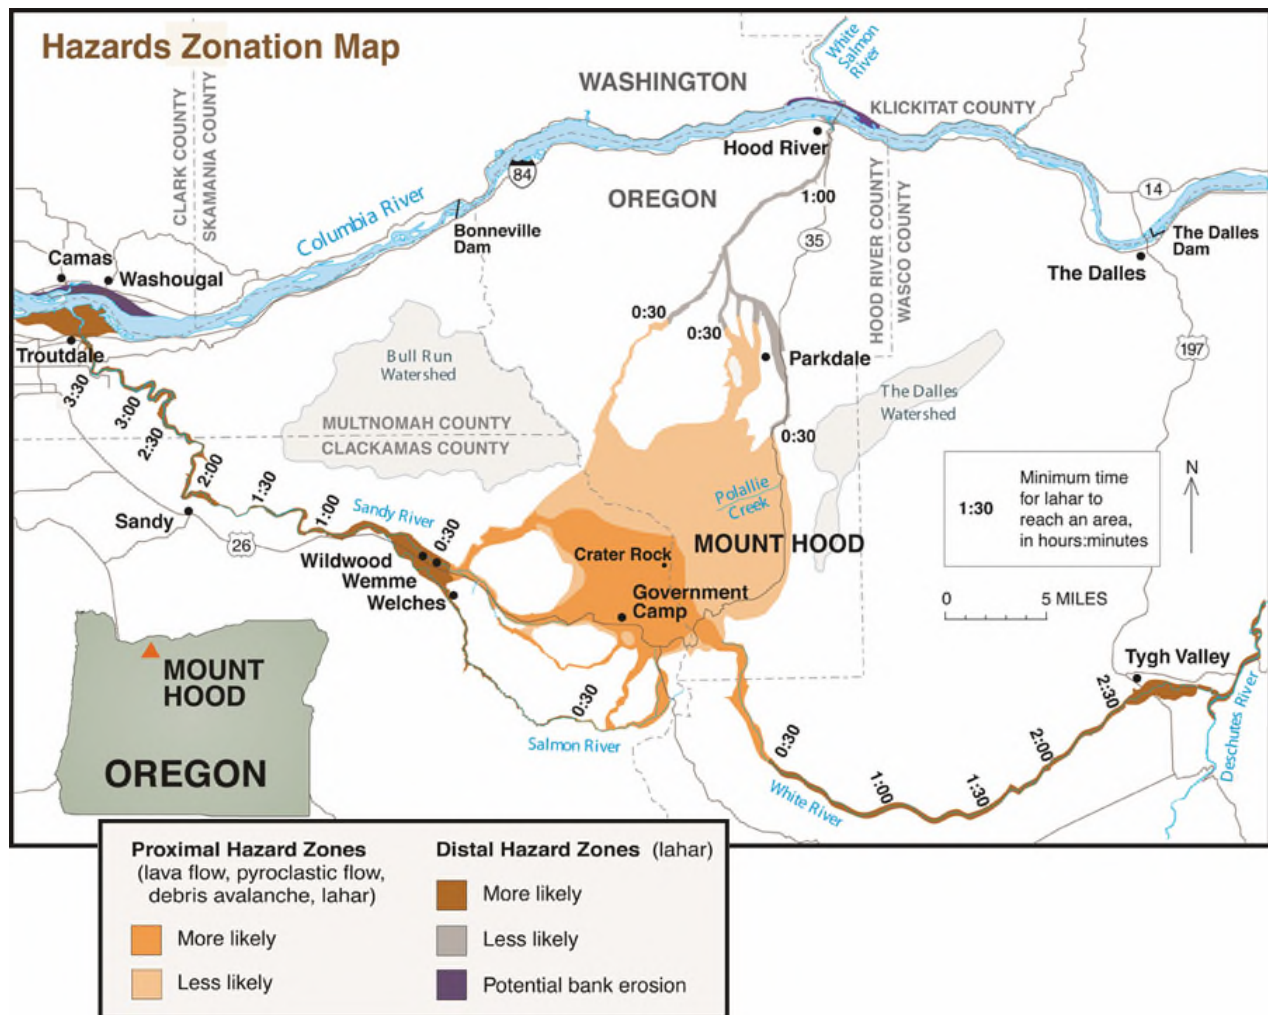 Hazards Zonation Map
WASHINGTON
White
Salmon
River
KLICKITAT COUNTY
CLARK COUNTY
SKAMANIA COUNTY
Hood River
84
OREGON
1:00
14
Columbia River
Bonneville
Dam
35
HOOD RIVER COUNTY
WASCO COUNTY
The Dalles
Dam
The Dalles
Camas
Washougal
0:30
0:30
Troutdale
Bull Run
Watershed
Parkdale
197
The Dalles
Watershed
3:30
3:00
2:30
MULTNOMAH COUNTY
CLACKAMAS COUNTY
0:30
2:00
1:30
1:00
Sandy River
0:30
Polallie
Creek
1:30
Minimum time
for lahar to
reach an area,
in hours:minutes
N
Sandy
26
Wildwood
Wemme
Welches
Crater Rock
MOUNT HOOD
Government
Camp
0 5 MILES
MOUNT
HOOD
OREGON
0:30
Salmon River
0:30
White River
1:00
1:30
2:00
2:30
Tygh Valley
Deschutes River
Proximal Hazard Zones
(lava flow, pyroclastic flow,
debris avalanche, lahar)
More likely
Less likely
Distal Hazard Zones (lahar)
More likely
Less likely
Potential bank erosion